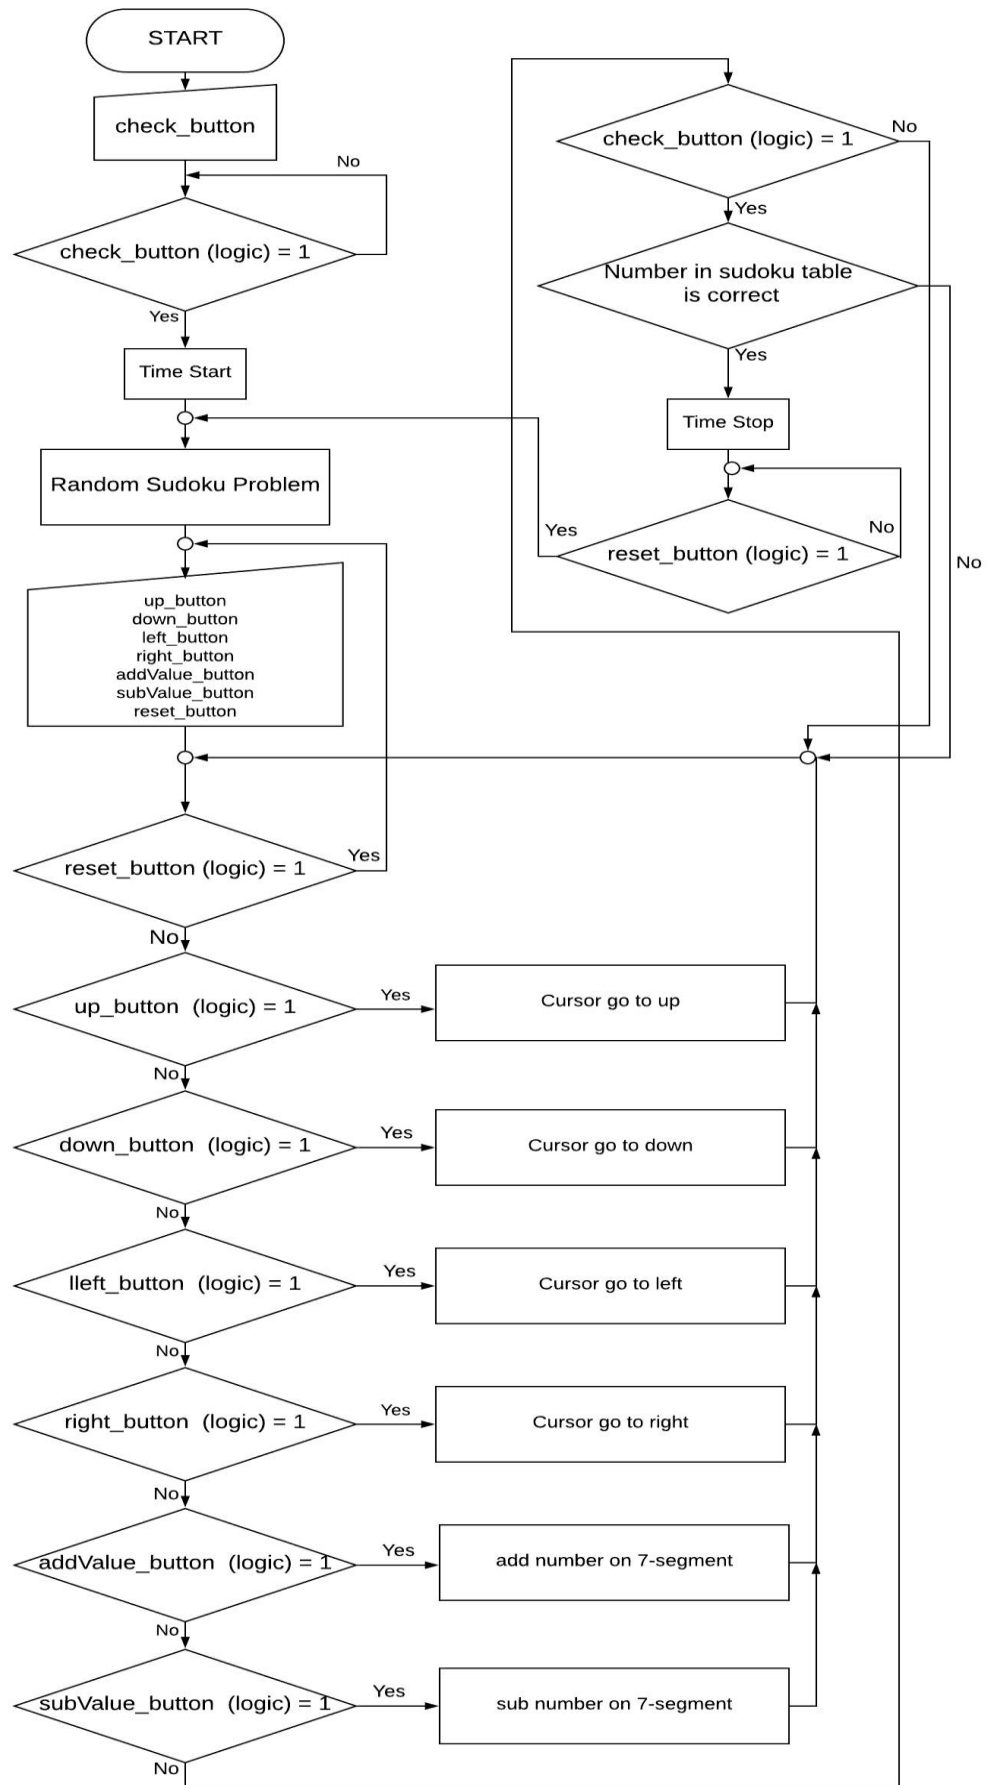 START
check_button
No
check_button (logic) = 1
Yes
Time Start
Random Sudoku Problem
up_button
down_button
left_button
right_button
addValue_button
subValue_button
reset_button
reset_button (logic) = 1
Yes
No
up_button (logic) = 1
Yes
Cursor go to up
No
down_button (logic) = 1
Yes
Cursor go to down
No
lleft_button (logic) = 1
Yes
Cursor go to left
No
right_button (logic) = 1
Yes
Cursor go to right
No
addValue_button (logic) = 1
Yes
add number on 7-segment
No
subValue_button (logic) = 1
Yes
sub number on 7-segment
No
check_button (logic) = 1
No
Yes
Number in sudoku table
is correct
No
Yes
Time Stop
reset_button (logic) = 1
Yes
No